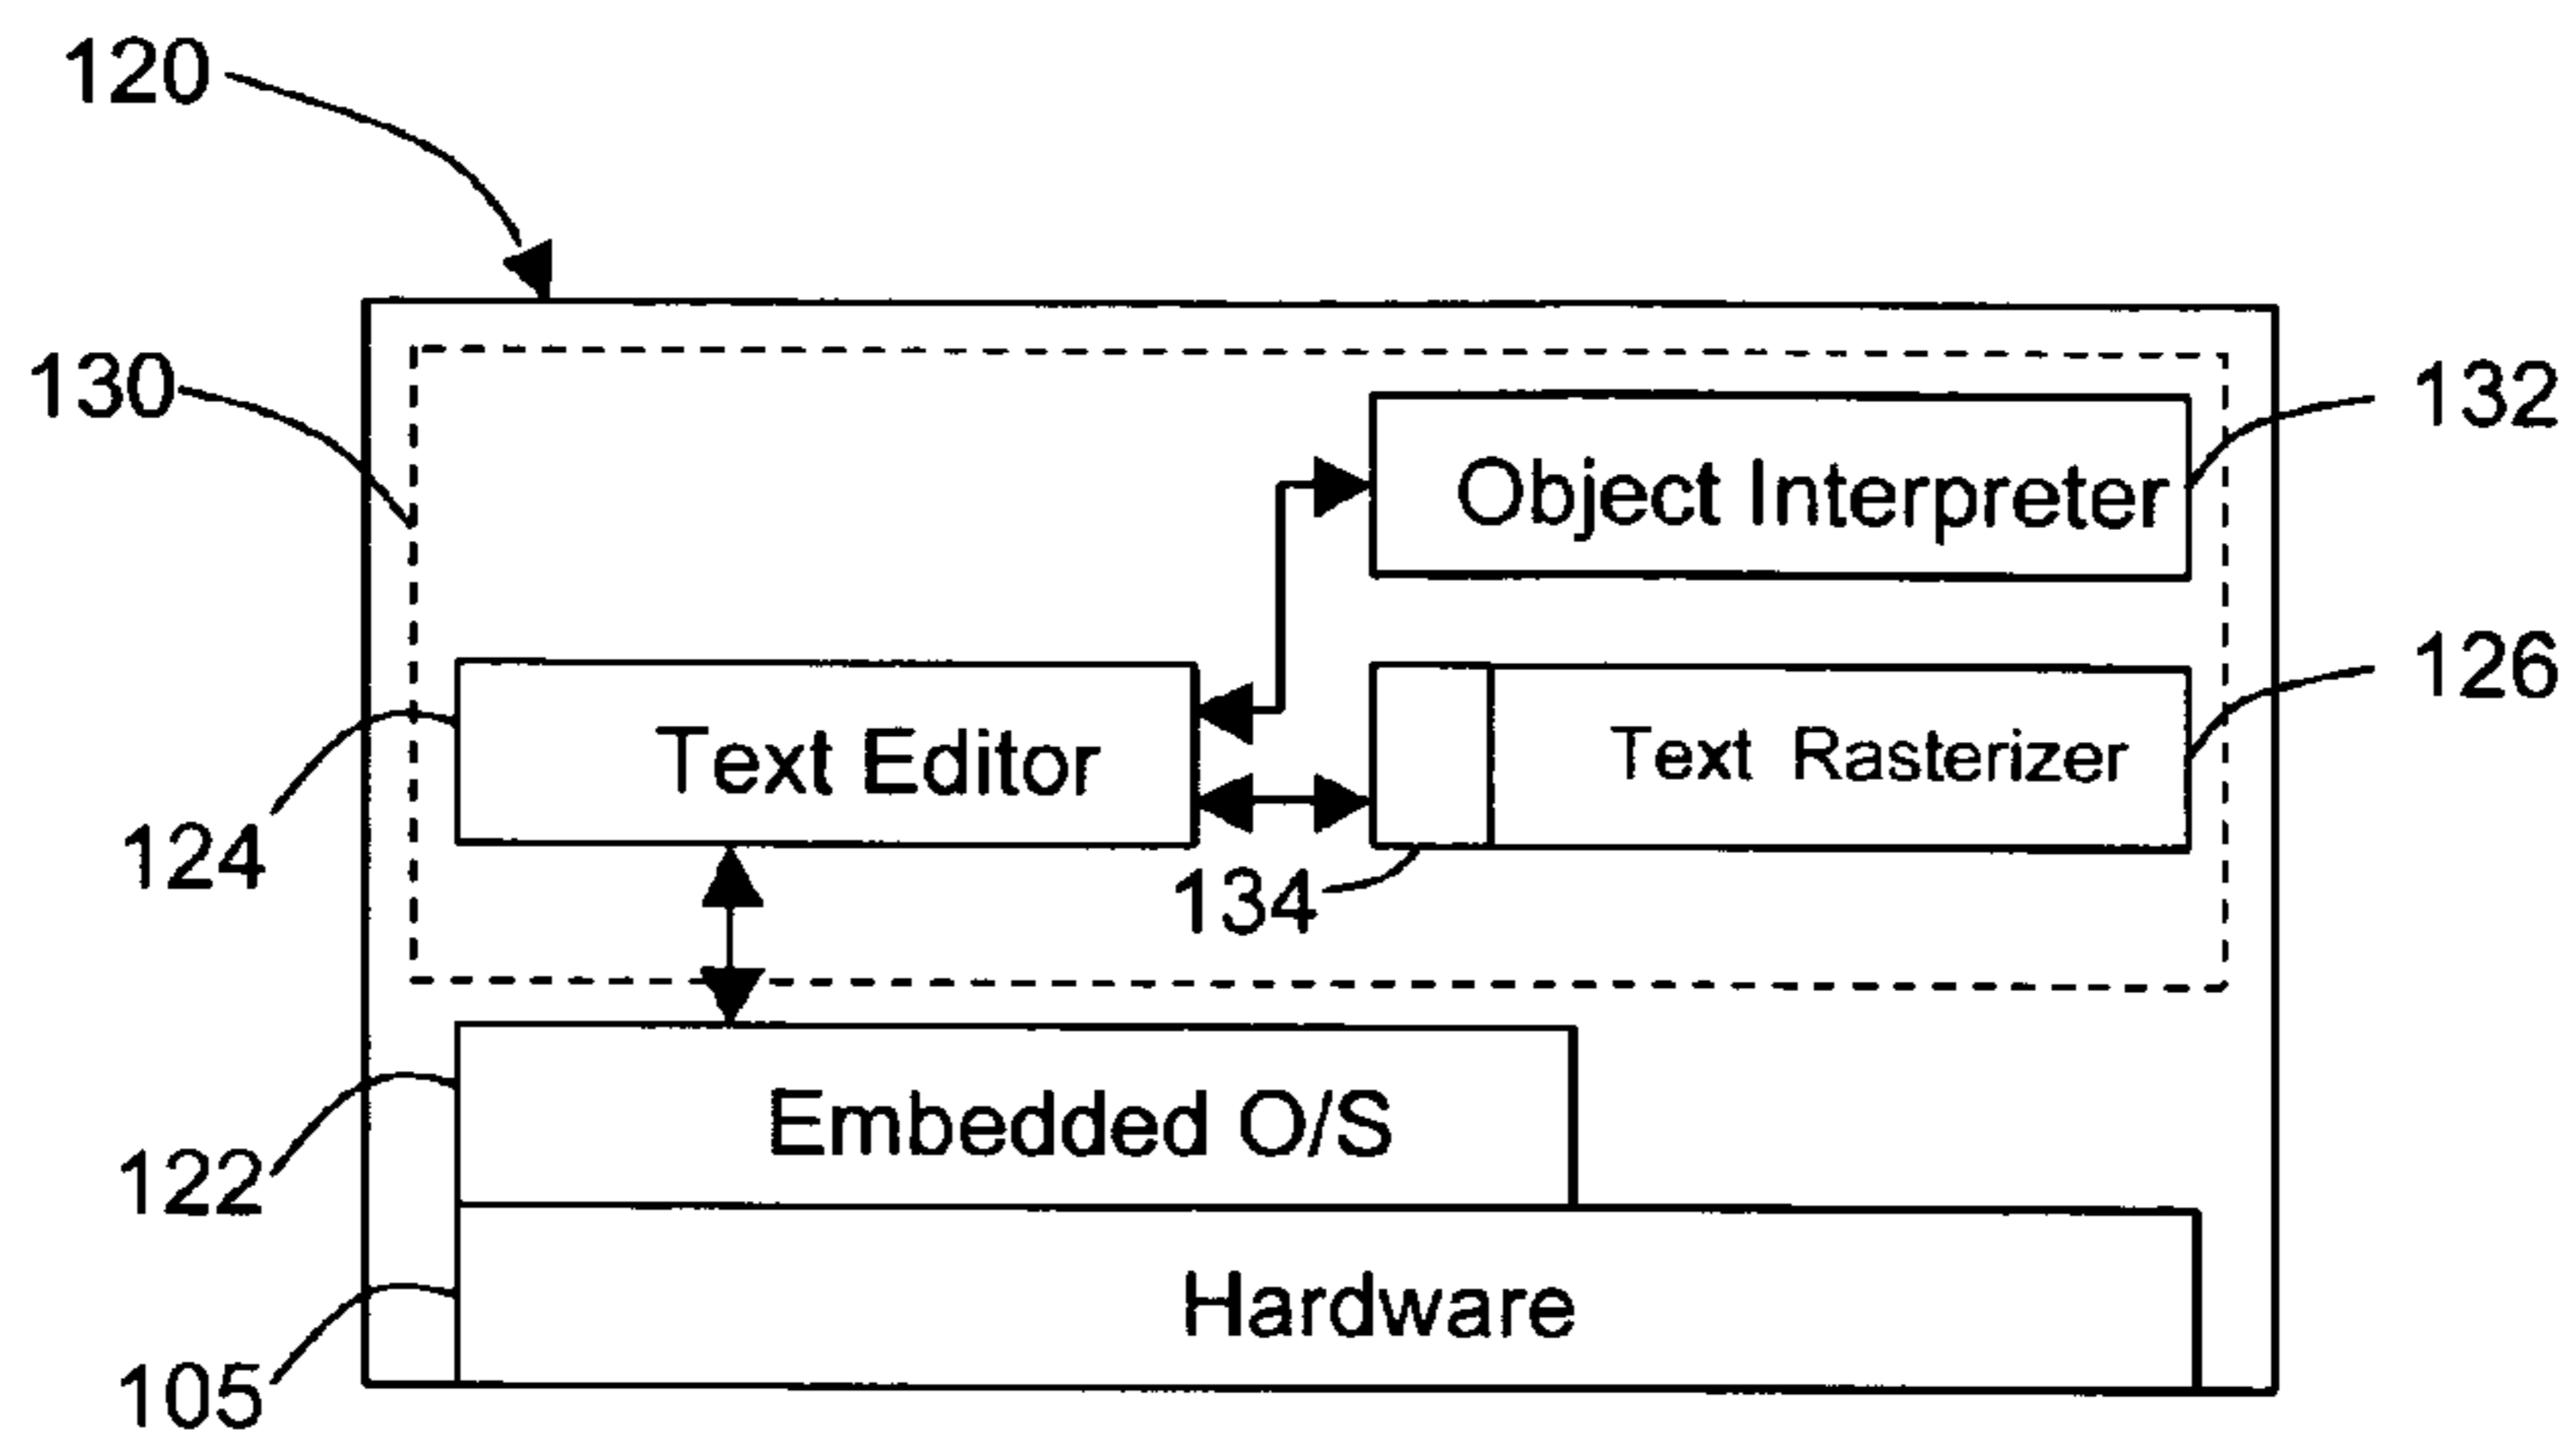 120
130
Object Interpreter
132
Text Editor
Text Rasterizer
126
124
134
Embedded O/S
122
Hardware
105